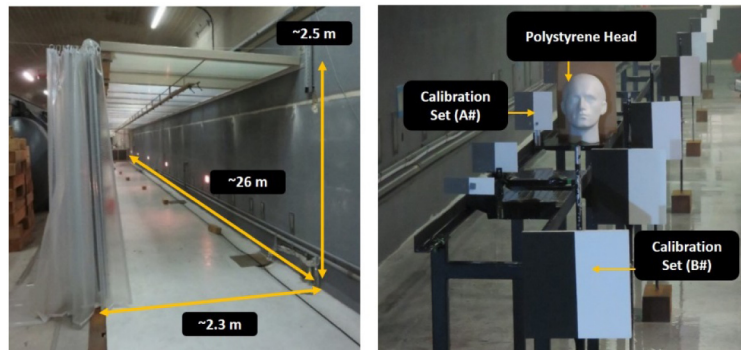 ~2.5 m
~26 m
~2.3 m
Polystyrene Head
Calibration
Set (A#)
Calibration
Set (B#)